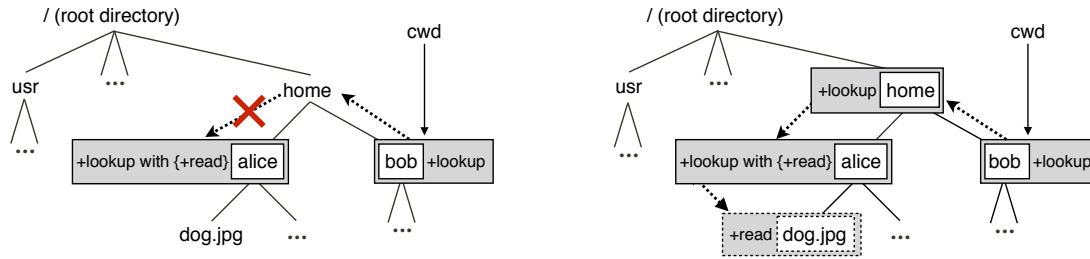 / (root directory)
cwd
usr
...
home
...
+lookup with {+read} alice
bob +lookup
dog.jpg
...
...
/ (root directory)
cwd
usr
...
+lookup home
...
+lookup with {+read} alice
bob +lookup
+read dog.jpg
...
...